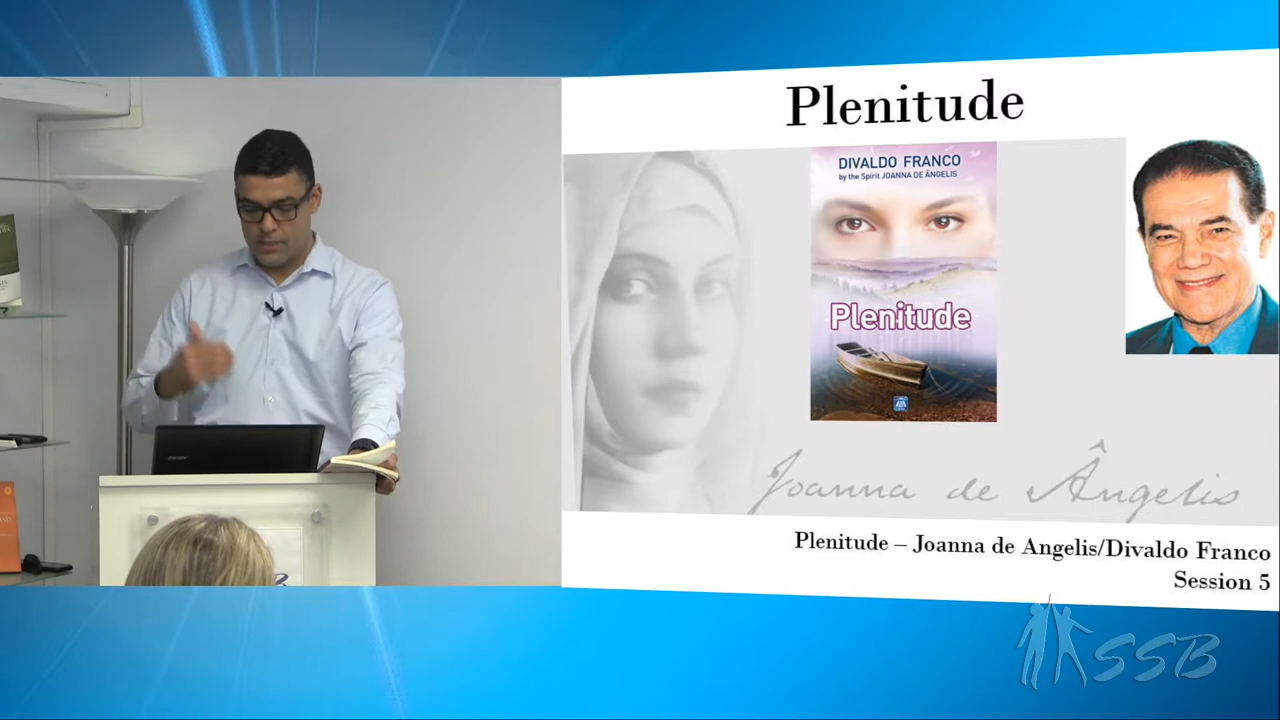 Plenitude
DIVALDO FRANCO
by the Spirit JOANNA DE ÂNGELIS
Plenitude
Joanna de Ângelis
Plenitude – Joanna de Angelis/Divaldo Franco
Session 5
SSB
acer